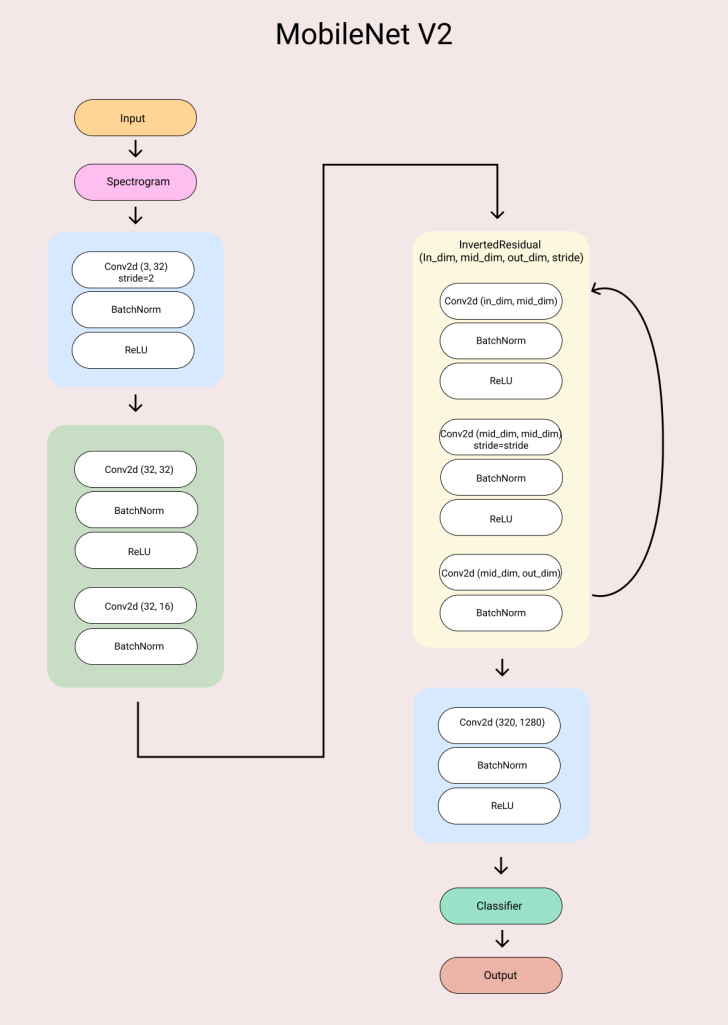 MobileNet V2
Input
Spectrogram
Conv2d (3, 32)
stride=2
BatchNorm
ReLU
Conv2d (32, 32)
BatchNorm
ReLU
Conv2d (32, 16)
BatchNorm
InvertedResidual
(In_dim, mid_dim, out_dim, stride)
Conv2d (in_dim, mid_dim)
BatchNorm
ReLU
Conv2d (mid_dim, mid_dim)
stride=stride
BatchNorm
ReLU
Conv2d (mid_dim, out_dim)
BatchNorm
Conv2d (320, 1280)
BatchNorm
ReLU
Classifier
Output